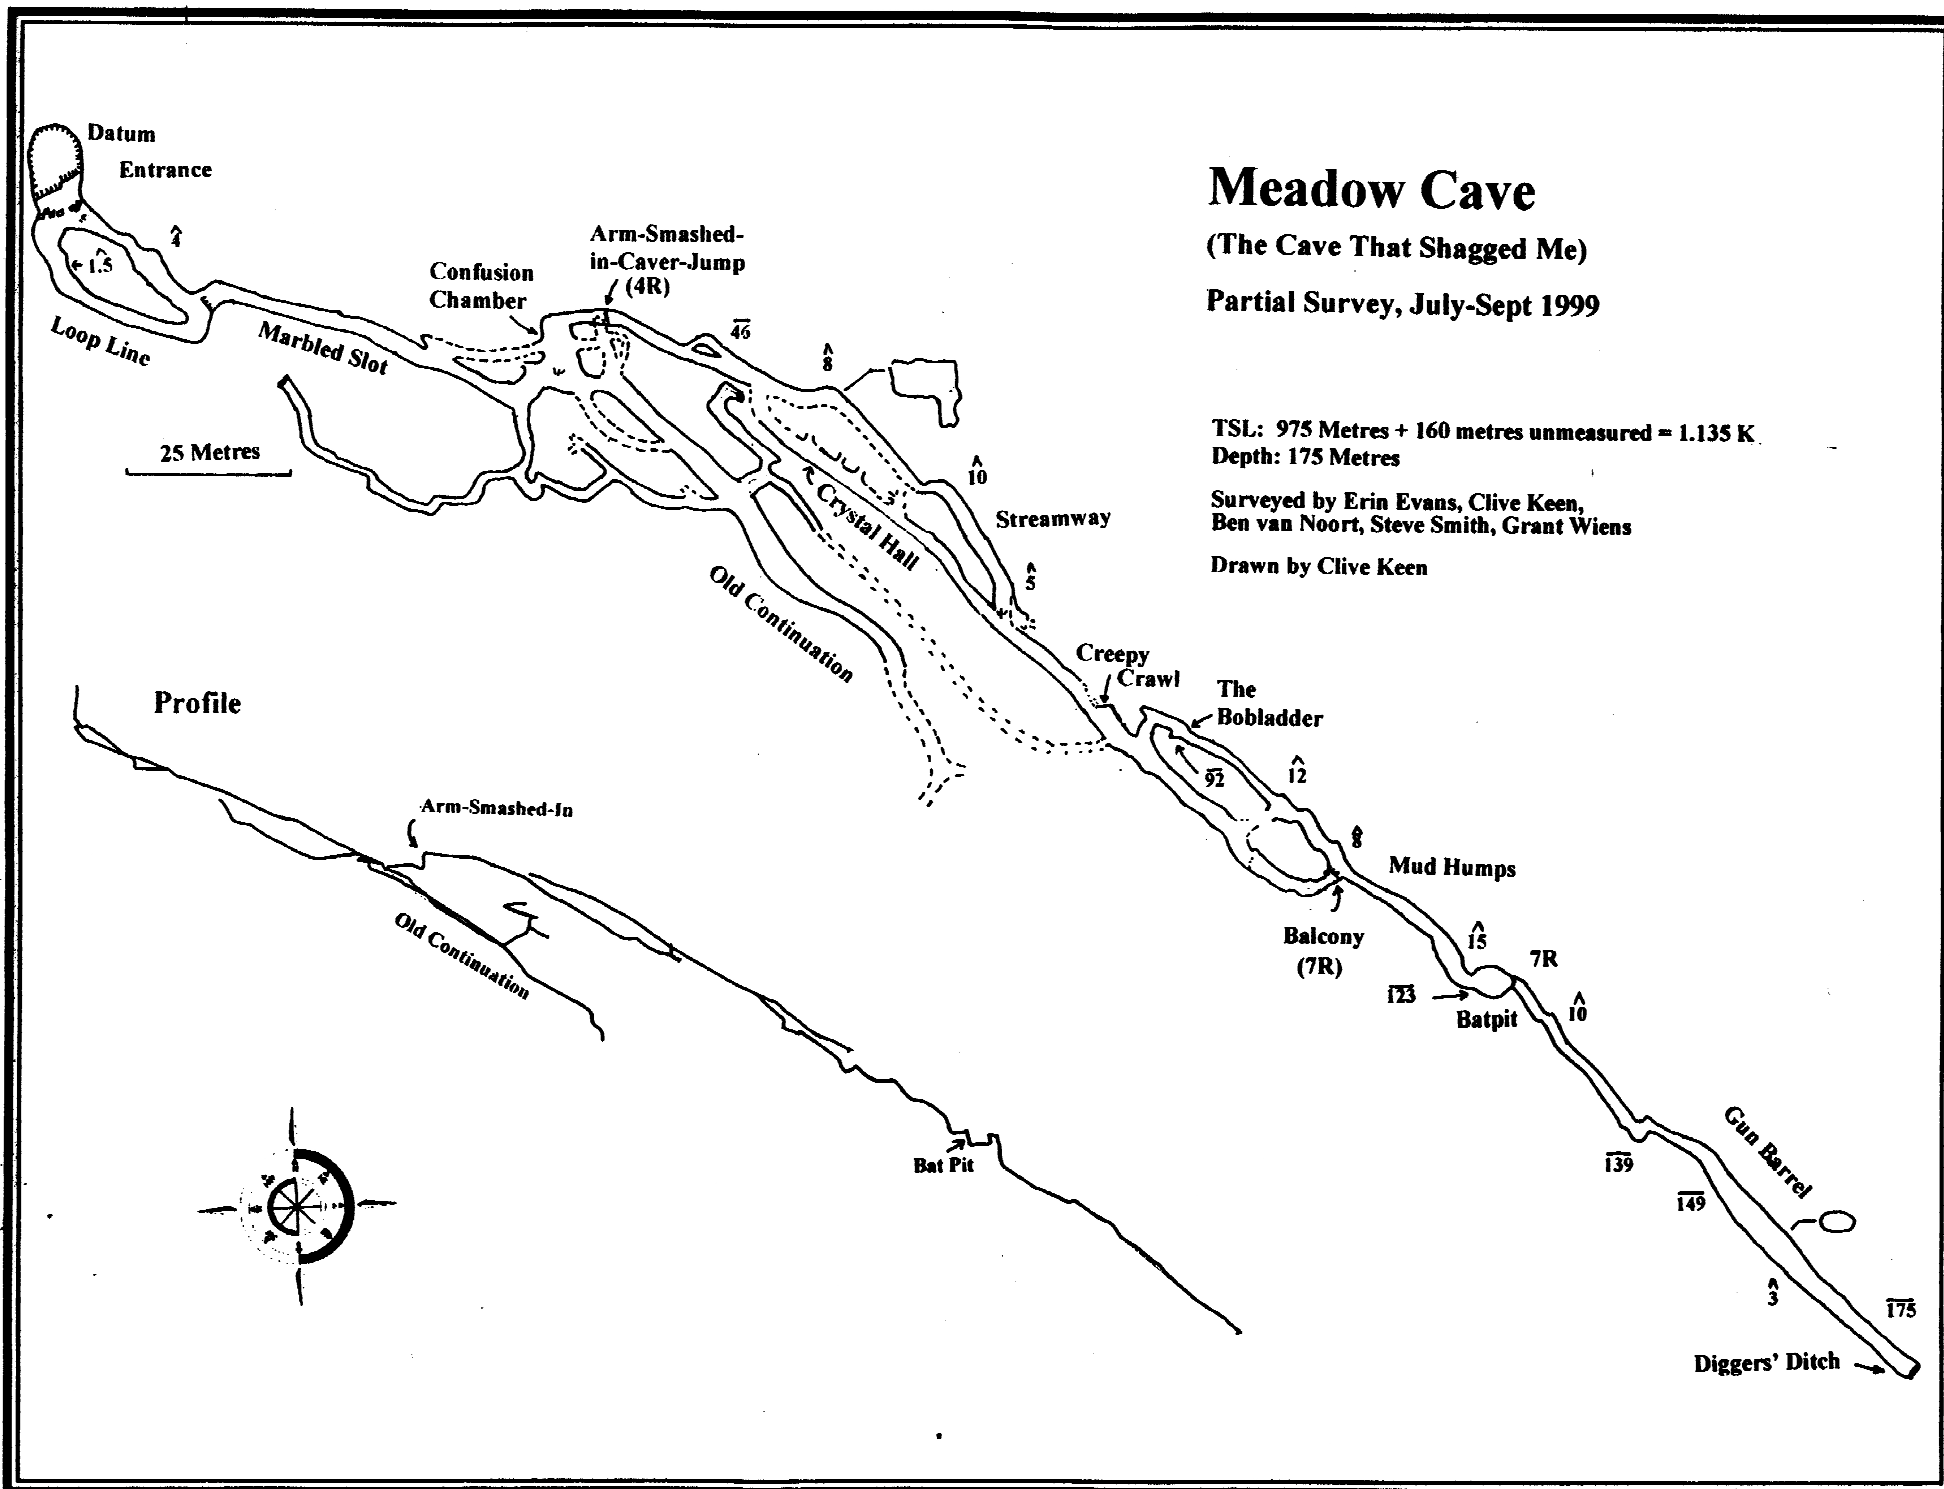 Datum
Entrance
4
← 1.5
Loop Line
Marbled Slot
25 Metres
Confusion
Chamber
Arm-Smashed-
in-Caver-Jump
(4R)
46
8
10
Streamway
5
Crystal Hall
Old Continuation
Meadow Cave
(The Cave That Shagged Me)
Partial Survey, July-Sept 1999
TSL: 975 Metres + 160 metres unmeasured = 1.135 K
Depth: 175 Metres
Surveyed by Erin Evans, Clive Keen,
Ben van Noort, Steve Smith, Grant Wiens
Drawn by Clive Keen
Creepy
Crawl
The
Bobladder
92
12
8
Mud Humps
Balcony
(7R)
15
7R
123
Batpit
10
139
149
Gun Barrel
3
175
Diggers' Ditch
Profile
Arm-Smashed-In
Old Continuation
Bat Pit